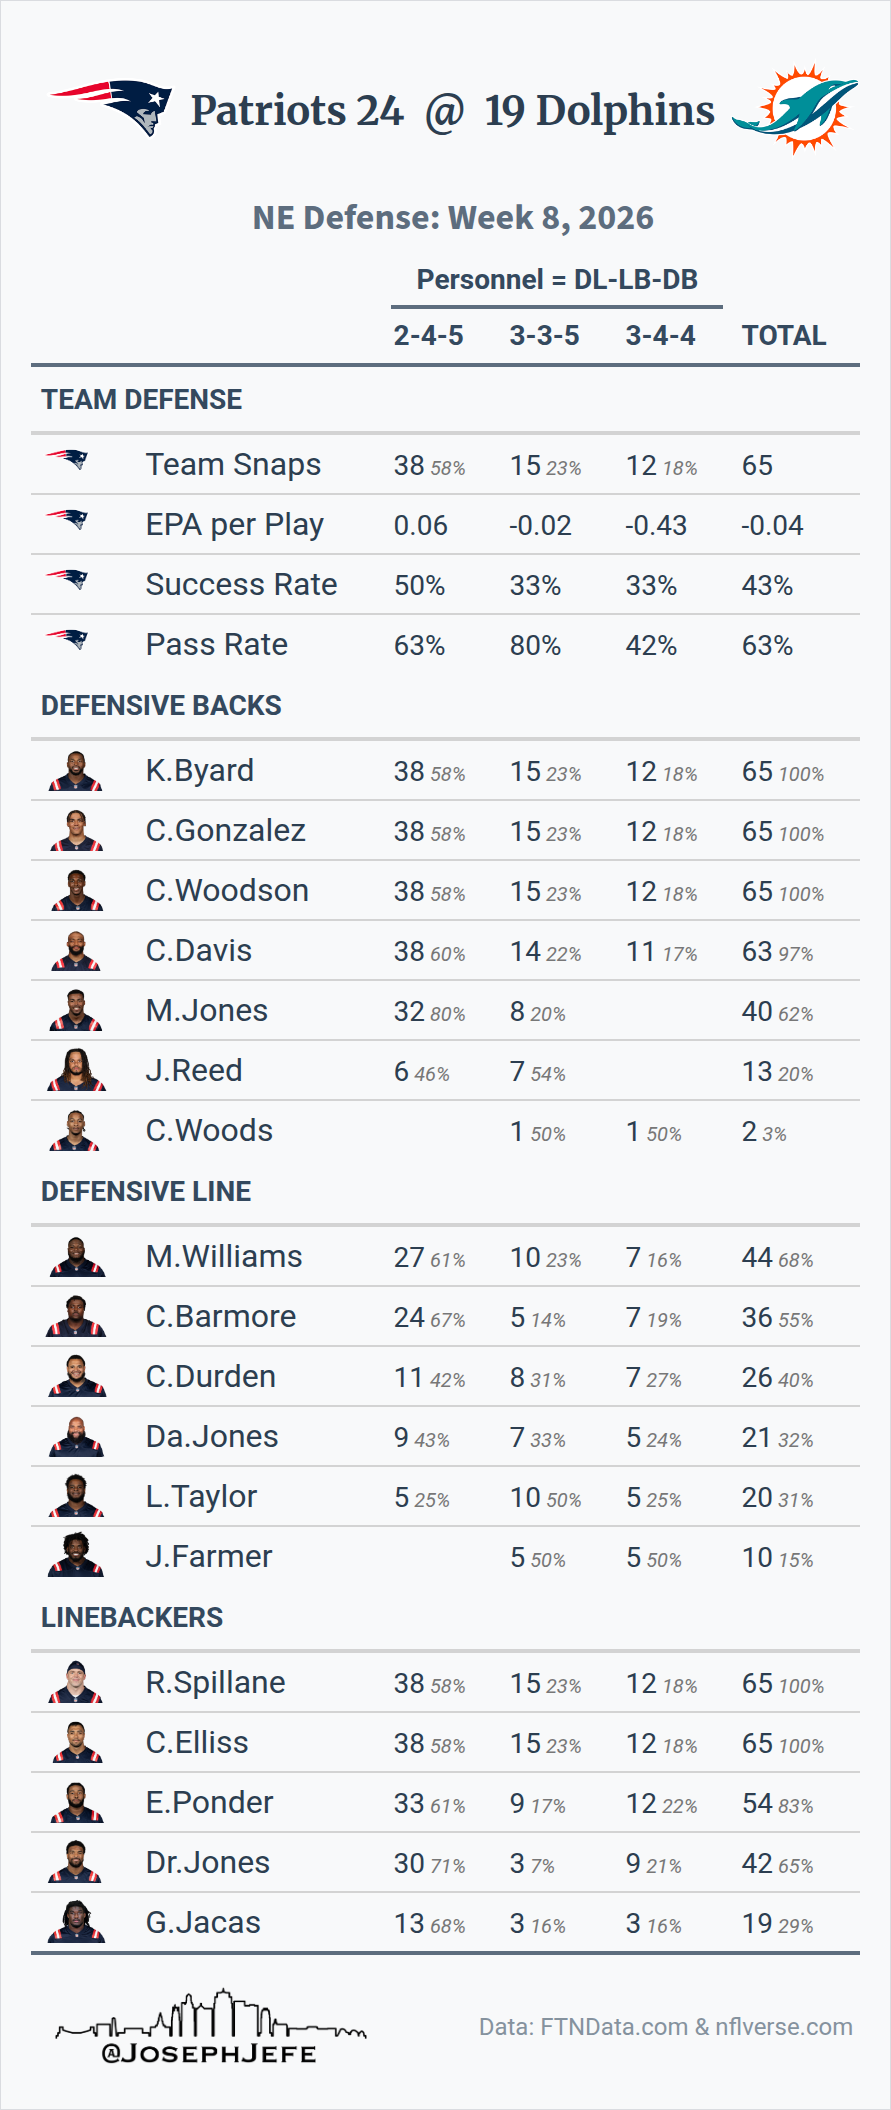 Patriots 24 @ 19 Dolphins
NE Defense: Week 8, 2026
Personnel = DL-LB-DB
2-4-5 3-3-5 3-4-4 TOTAL
TEAM DEFENSE
Team Snaps 38 58% 15 23% 12 18% 65
EPA per Play 0.06 -0.02 -0.43 -0.04
Success Rate 50% 33% 33% 43%
Pass Rate 63% 80% 42% 63%
DEFENSIVE BACKS
K.Byard 38 58% 15 23% 12 18% 65 100%
C.Gonzalez 38 58% 15 23% 12 18% 65 100%
C.Woodson 38 58% 15 23% 12 18% 65 100%
C.Davis 38 60% 14 22% 11 17% 63 97%
M.Jones 32 80% 8 20% 40 62%
J.Reed 6 46% 7 54% 13 20%
C.Woods 1 50% 1 50% 2 3%
DEFENSIVE LINE
M.Williams 27 61% 10 23% 7 16% 44 68%
C.Barmore 24 67% 5 14% 7 19% 36 55%
C.Durden 11 42% 8 31% 7 27% 26 40%
Da.Jones 9 43% 7 33% 5 24% 21 32%
L.Taylor 5 25% 10 50% 5 25% 20 31%
J.Farmer 5 50% 5 50% 10 15%
LINEBACKERS
R.Spillane 38 58% 15 23% 12 18% 65 100%
C.Elliss 38 58% 15 23% 12 18% 65 100%
E.Ponder 33 61% 9 17% 12 22% 54 83%
Dr.Jones 30 71% 3 7% 9 21% 42 65%
G.Jacas 13 68% 3 16% 3 16% 19 29%
@JOSEPHJEFE
Data: FTNData.com & nflverse.com